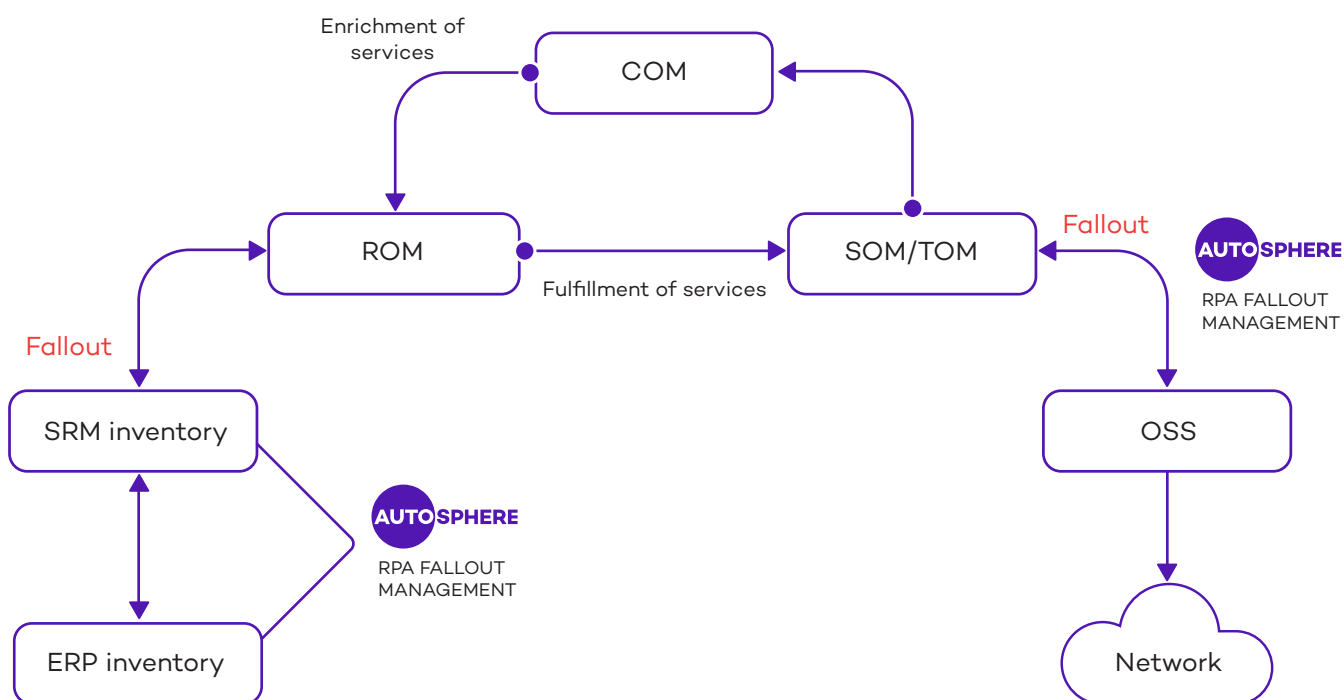 Enrichment of
services
COM
ROM
SOM/TOM
Fallout
AUTOSPHERE
RPA FALLOUT
MANAGEMENT
Fulfillment of services
Fallout
SRM inventory
OSS
AUTOSPHERE
RPA FALLOUT
MANAGEMENT
ERP inventory
Network